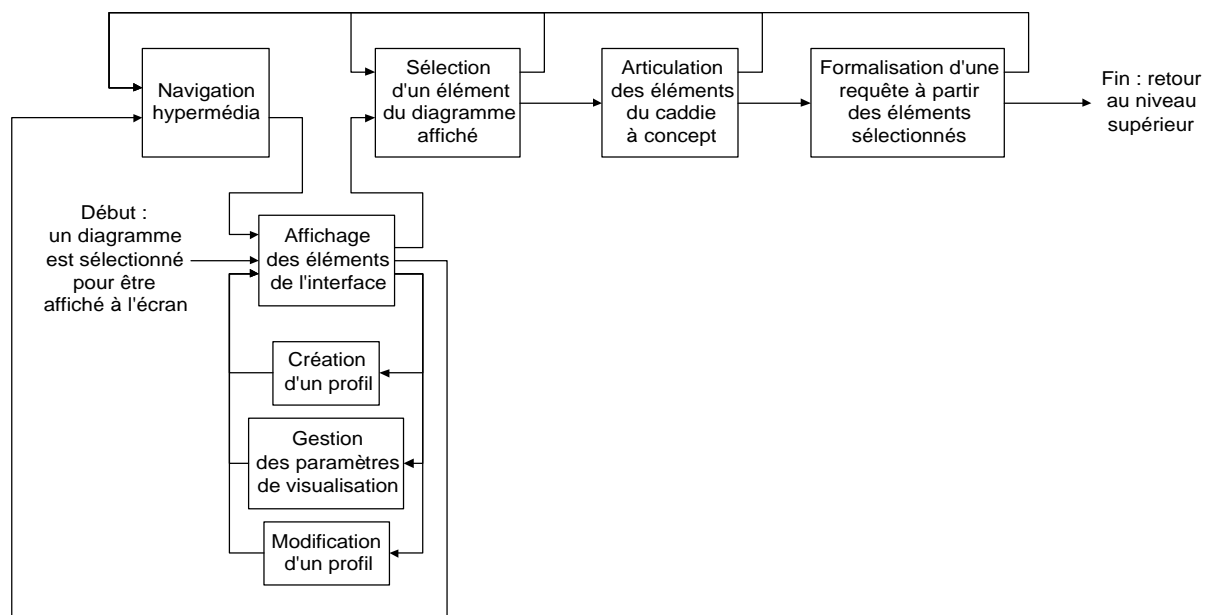 Navigation
hypermédia
Sélection
d'un élément
du diagramme
affiché
Articulation
des éléments
du caddie
à concept
Formalisation d'une
requête à partir
des éléments
sélectionnés
Fin : retour
au niveau
supérieur
Début :
un diagramme
est sélectionné
pour être
affiché à l'écran
Affichage
des éléments
de l'interface
Création
d'un profil
Gestion
des paramètres
de visualisation
Modification
d'un profil